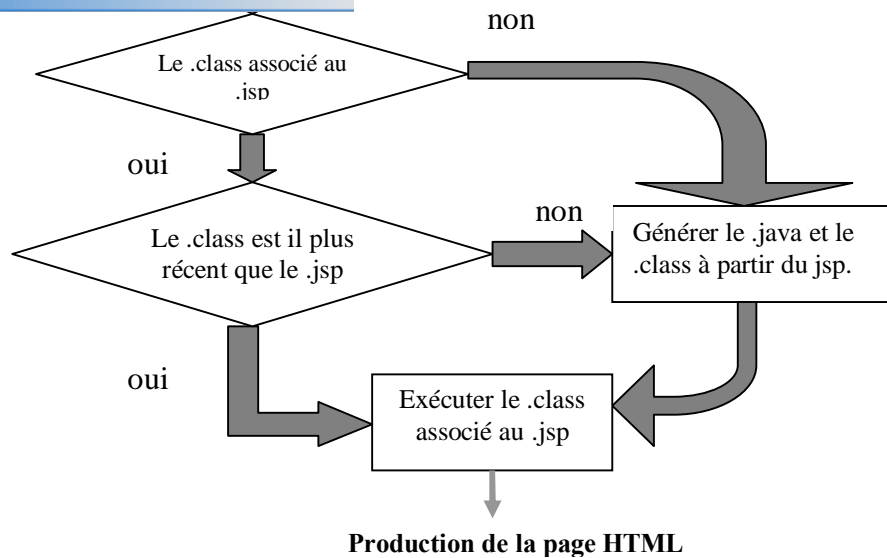 non
Le .class associé au
.jsp
oui
non
Le .class est il plus
récent que le .jsp
Générer le .java et le
.class à partir du jsp.
oui
Exécuter le .class
associé au .jsp
Production de la page HTML